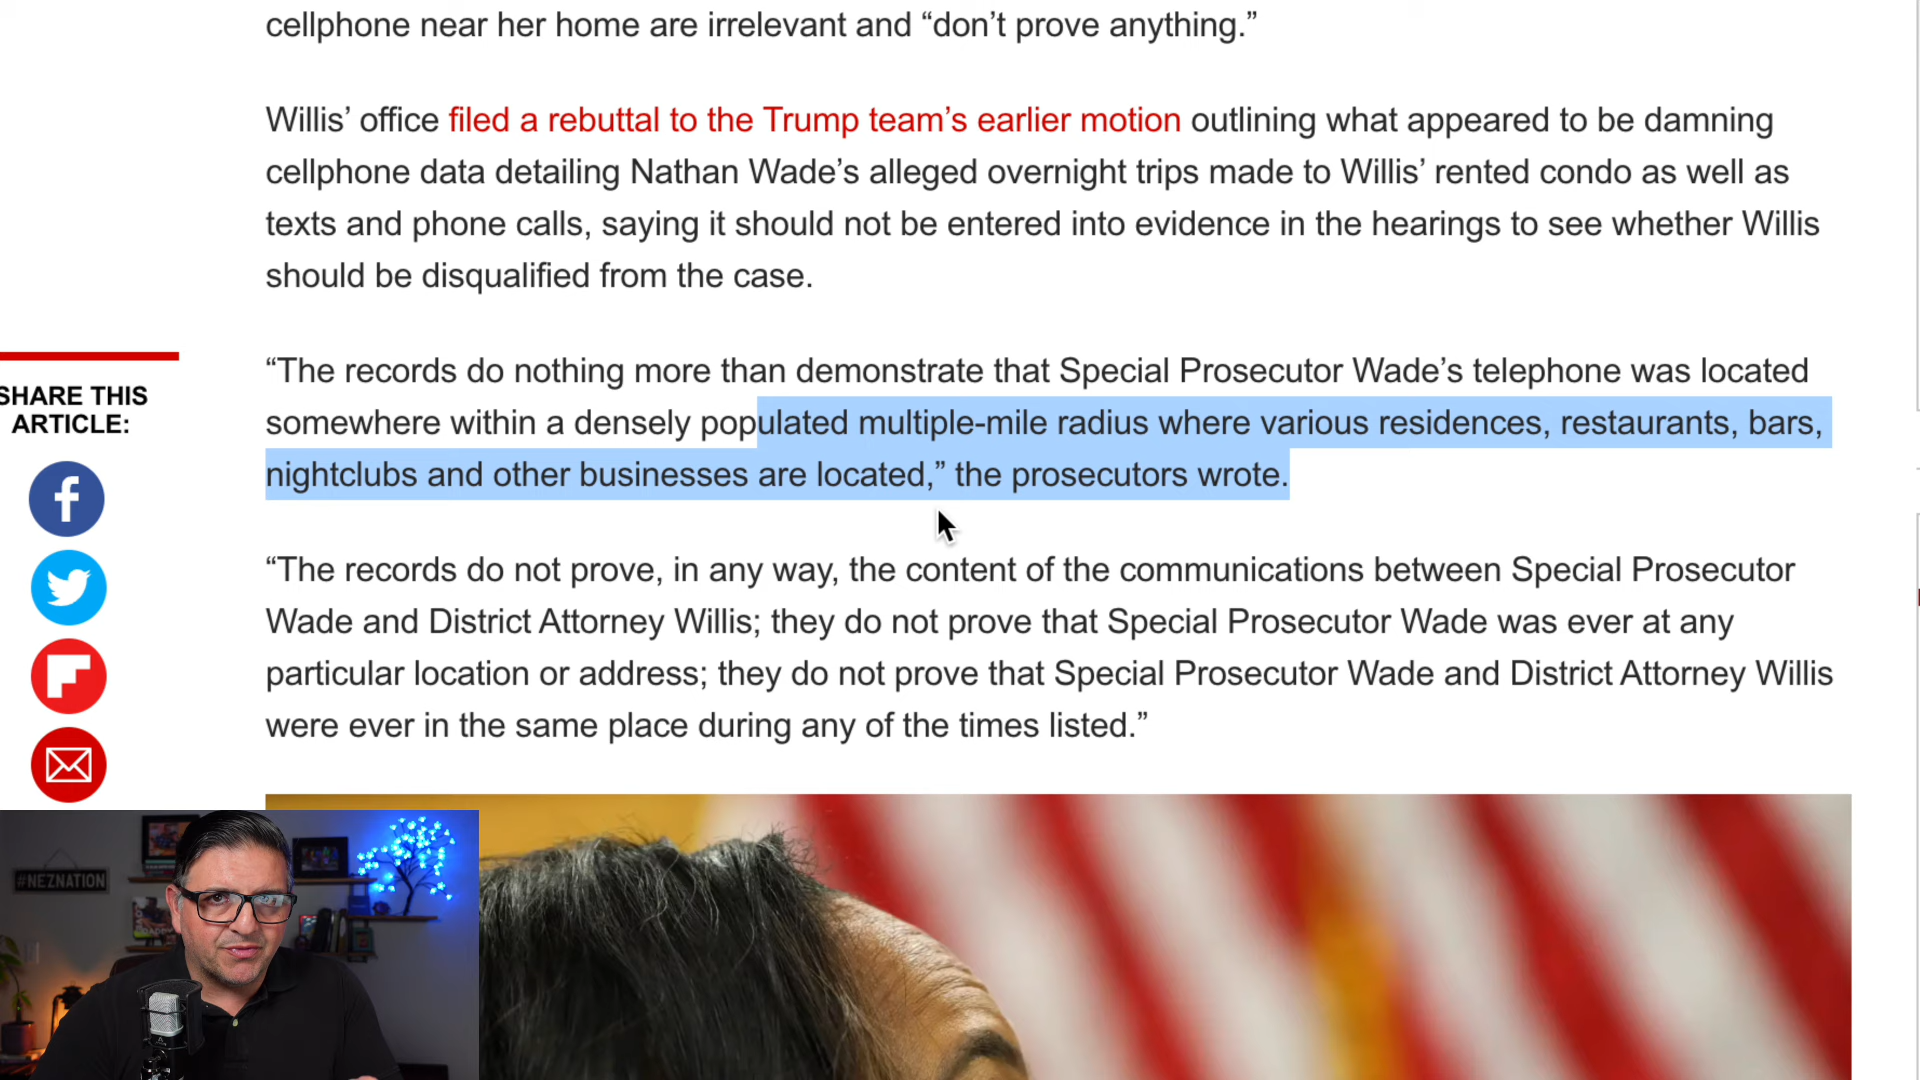 cellphone near her home are irrelevant and “don’t prove anything.”
Willis’ office filed a rebuttal to the Trump team’s earlier motion outlining what appeared to be damning
cellphone data detailing Nathan Wade’s alleged overnight trips made to Willis’ rented condo as well as
texts and phone calls, saying it should not be entered into evidence in the hearings to see whether Willis
should be disqualified from the case.
“The records do nothing more than demonstrate that Special Prosecutor Wade’s telephone was located
somewhere within a densely populated multiple-mile radius where various residences, restaurants, bars,
nightclubs and other businesses are located,” the prosecutors wrote.
“The records do not prove, in any way, the content of the communications between Special Prosecutor
Wade and District Attorney Willis; they do not prove that Special Prosecutor Wade was ever at any
particular location or address; they do not prove that Special Prosecutor Wade and District Attorney Willis
were ever in the same place during any of the times listed.”
SHARE THIS
ARTICLE:
#NEZNATION